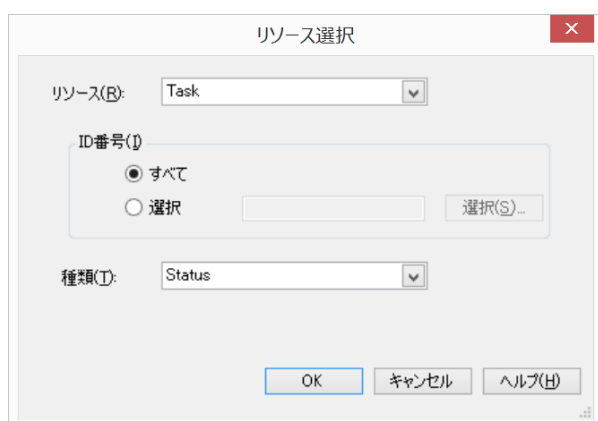 リソース選択
リソース(R): Task
ID番号(I)
すべて
選択 選択(S)...
種類(T): Status
OK キャンセル ヘルプ(H)